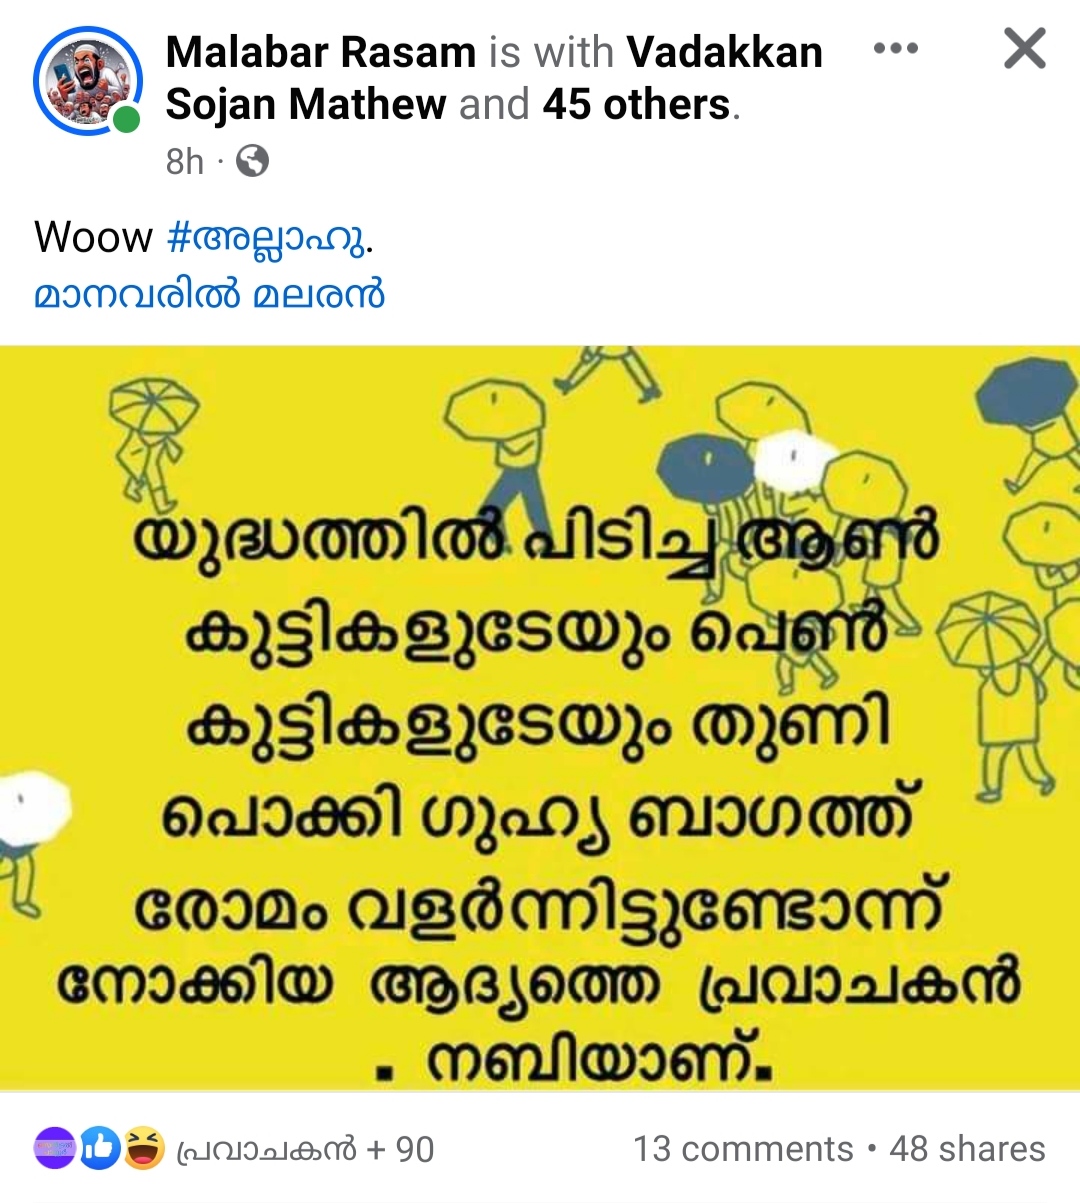 Malabar Rasam is with Vadakkan
Sojan Mathew and 45 others.
8h ·
Woow #അല്ലാഹു.
മാനവരിൽ മലരൻ
യുദ്ധത്തിൽ പിടിച്ച ആൺ
കുട്ടികളുടേയും പെൺ
കുട്ടികളുടേയും തുണി
പൊക്കി ഗുഹ്യ ബാഗത്ത്
രോമം വളർന്നിട്ടുണ്ടോന്ന്
നോക്കിയ ആദ്യത്തെ പ്രവാചകൻ
. നബിയാണ്.
പ്രവാചകൻ + 90
13 comments • 48 shares